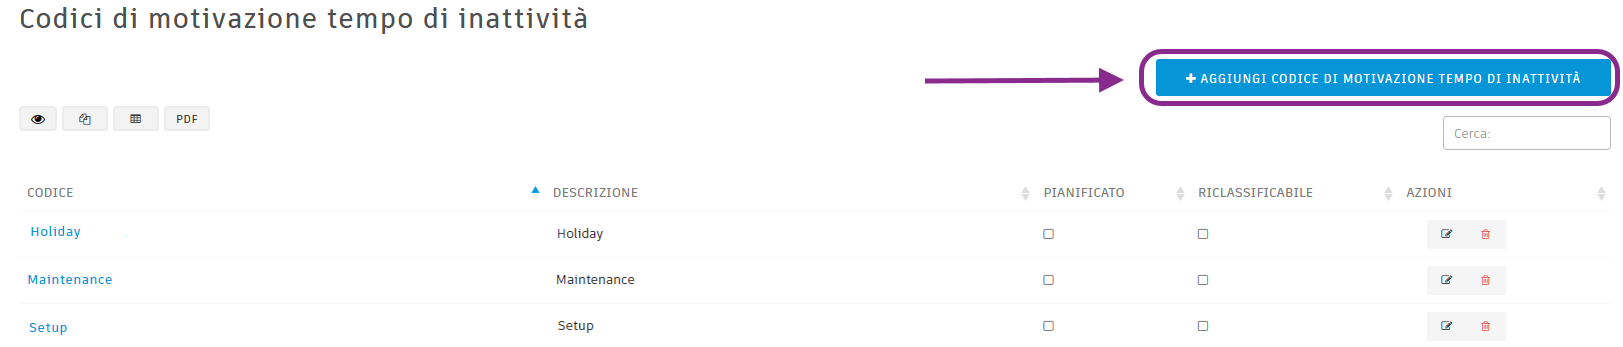 Codici di motivazione tempo di inattività
AGGIUNGI CODICE DI MOTIVAZIONE TEMPO DI INATTIVITÀ
PDF
Cerca:
CODICE DESCRIZIONE PIANIFICATO RICLASSIFICABILE AZIONI
Holiday Holiday
Maintenance Maintenance
Setup Setup